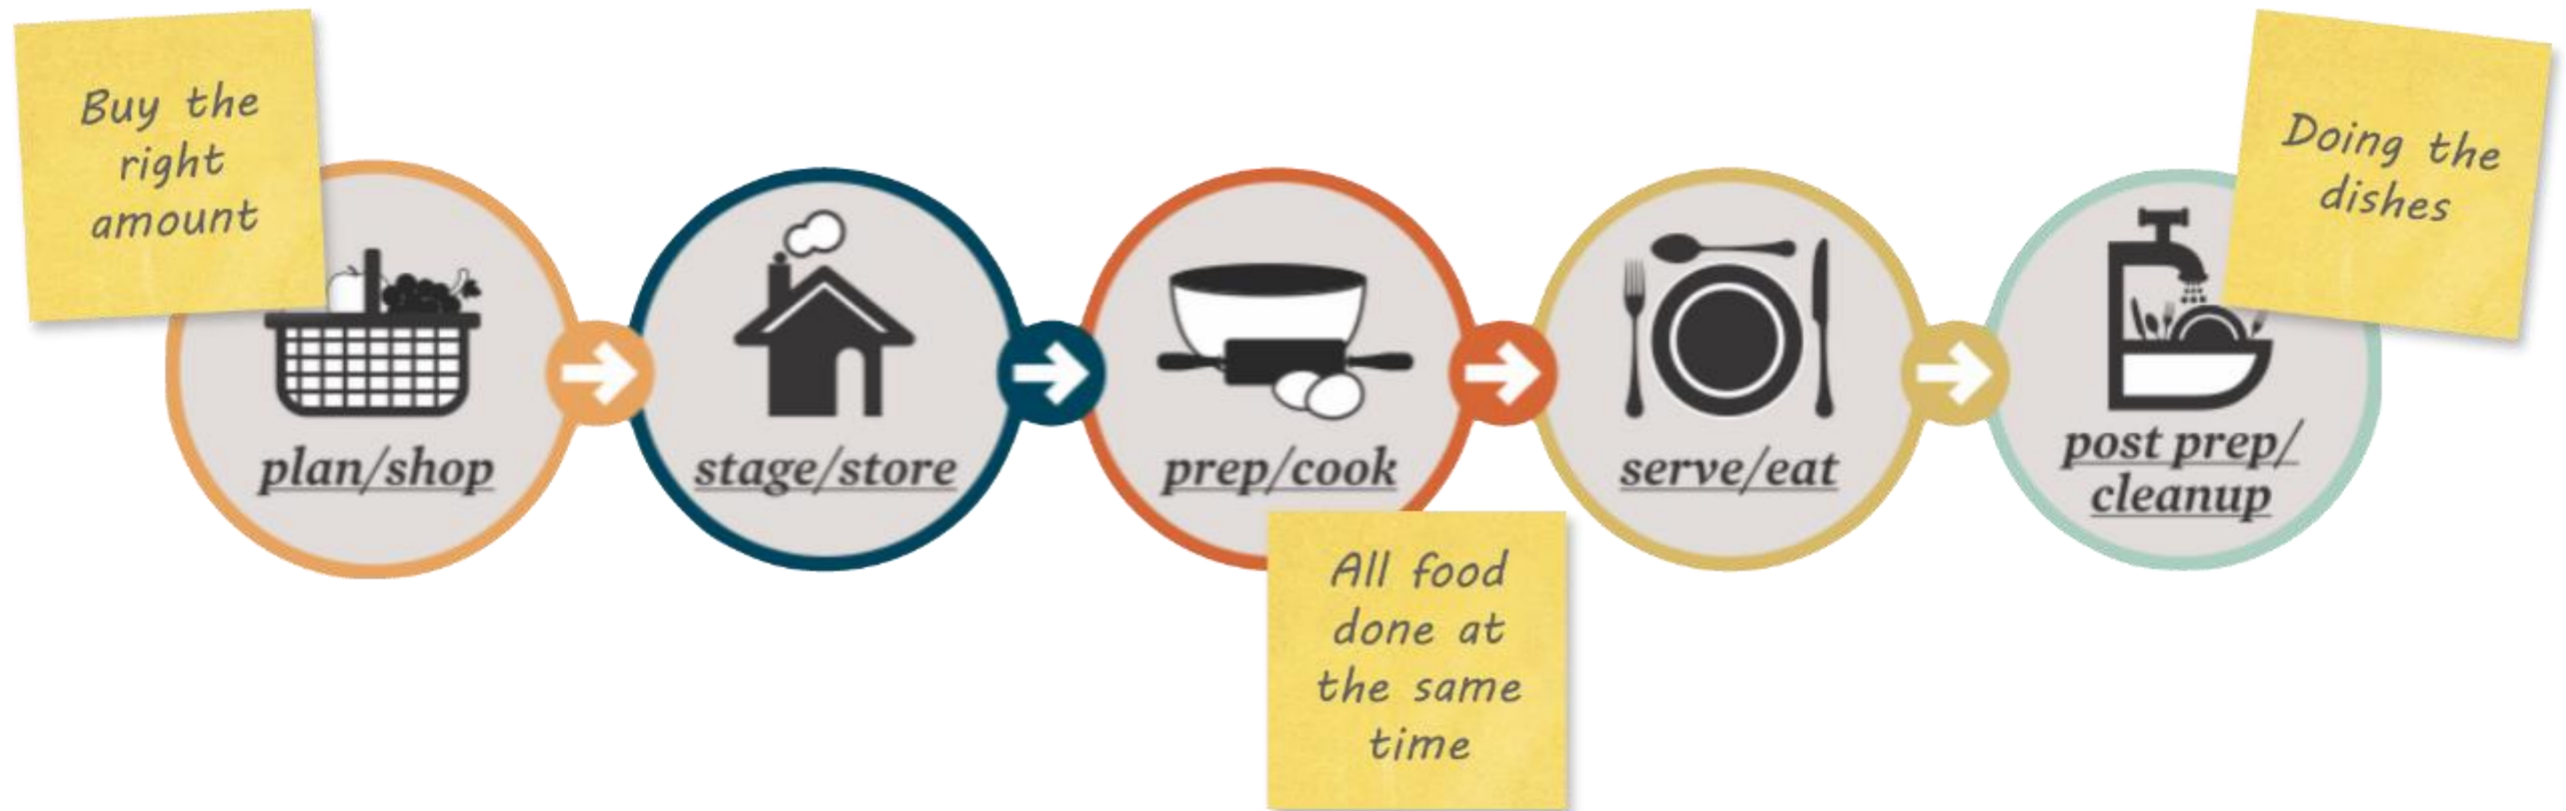 Buy the
right
amount
plan/shop
stage/store
prep/cook
All food
done at
the same
time
serve/eat
post prep/
cleanup
Doing the
dishes